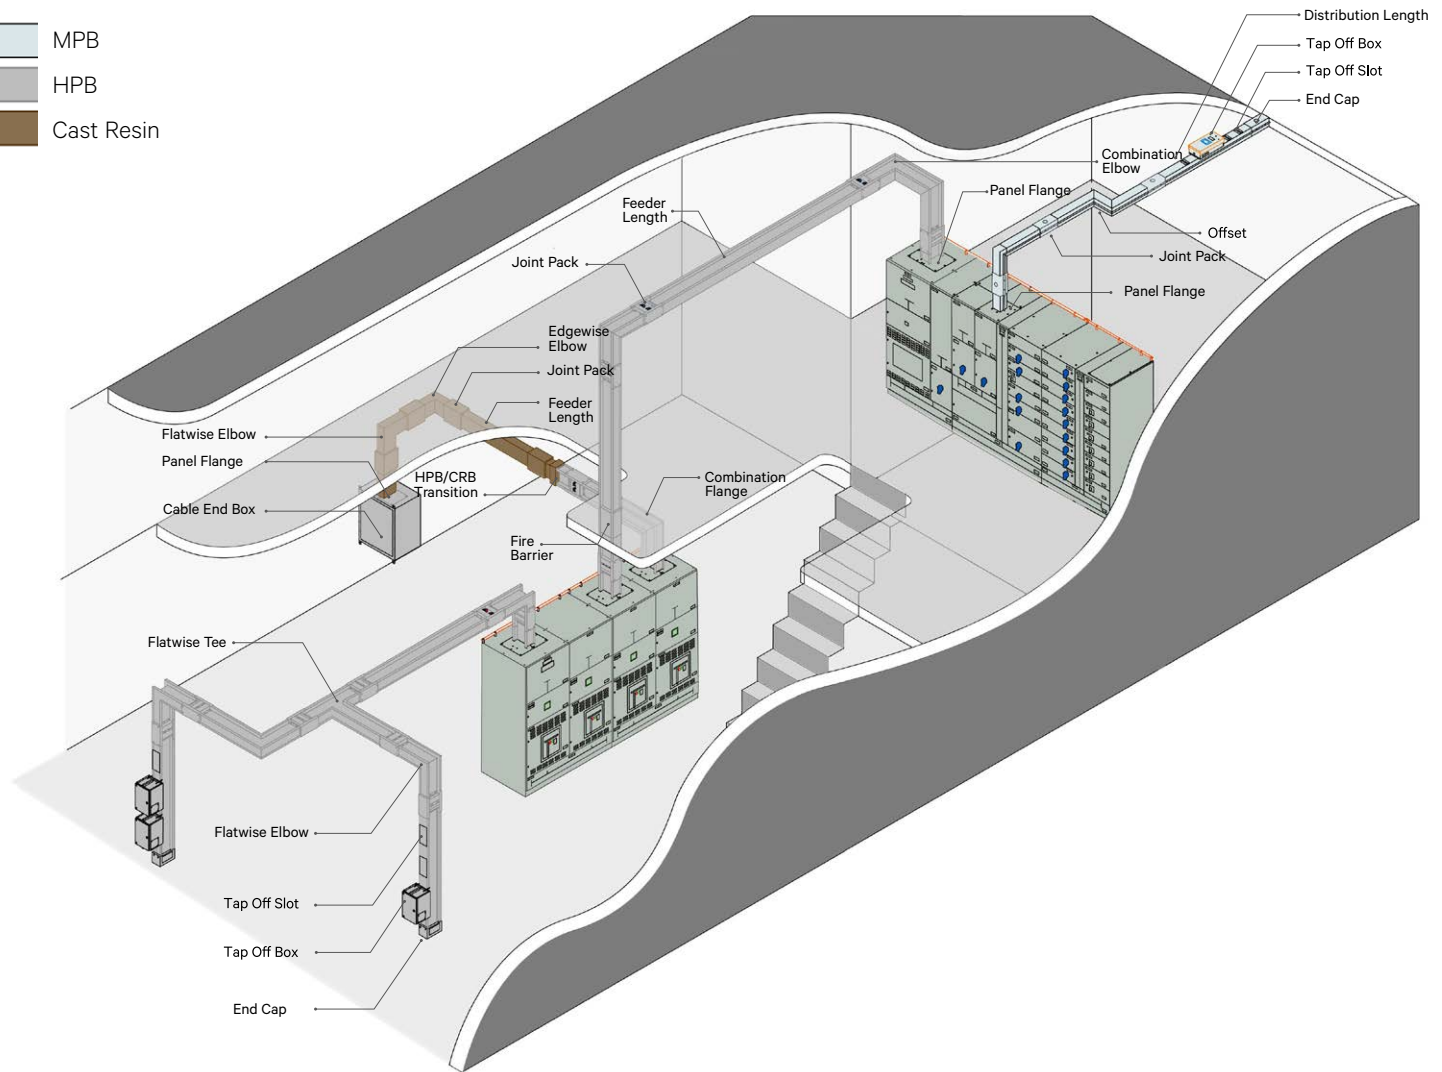 MPB
HPB
Cast Resin
Distribution Length
Tap Off Box
Tap Off Slot
End Cap
Combination
Elbow
Panel Flange
Feeder
Length
Offset
Joint Pack
Joint Pack
Panel Flange
Edgewise
Elbow
Joint Pack
Feeder
Length
Flatwise Elbow
Panel Flange
HPB/CRB
Transition
Combination
Flange
Cable End Box
Fire
Barrier
Flatwise Tee
Flatwise Elbow
Tap Off Slot
Tap Off Box
End Cap